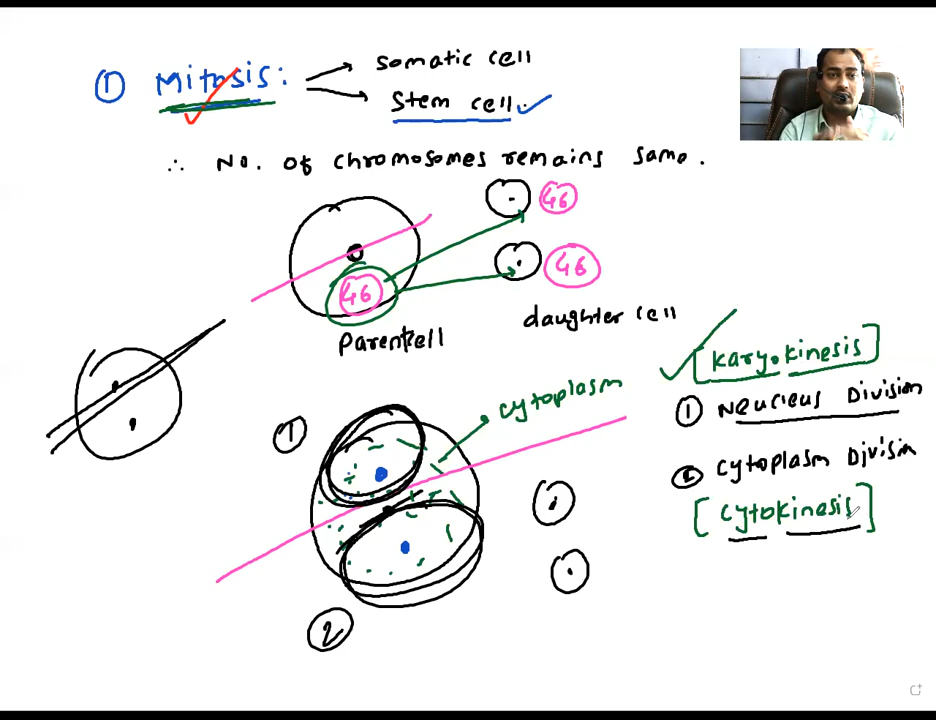 ① Mitosis:
somatic cell
Stem cell.
∴ No. of chromosomes remains same.
46
46
46
Parentcell
daughter cell
[Karyokinesis]
① Neucleus Division
cytoplasm
①
② Cytoplasm Divisin
[Cytokinesis]
2